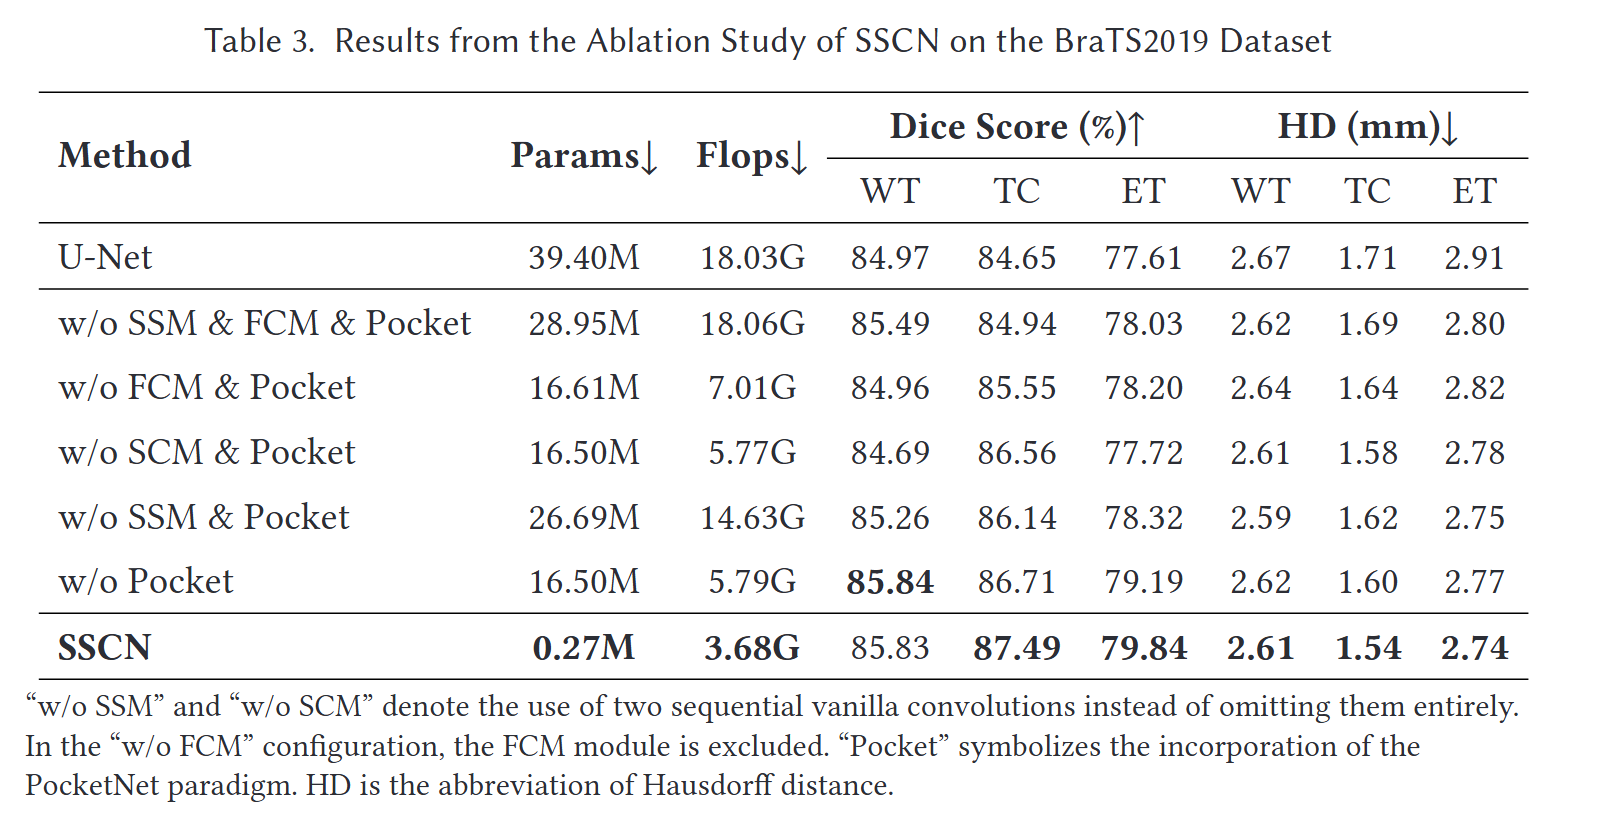 Table 3. Results from the Ablation Study of SSCN on the BraTS2019 Dataset
Method Params↓ Flops↓ Dice Score (%)↑ HD (mm)↓
WT TC ET WT TC ET
U-Net 39.40M 18.03G 84.97 84.65 77.61 2.67 1.71 2.91
w/o SSM & FCM & Pocket 28.95M 18.06G 85.49 84.94 78.03 2.62 1.69 2.80
w/o FCM & Pocket 16.61M 7.01G 84.96 85.55 78.20 2.64 1.64 2.82
w/o SCM & Pocket 16.50M 5.77G 84.69 86.56 77.72 2.61 1.58 2.78
w/o SSM & Pocket 26.69M 14.63G 85.26 86.14 78.32 2.59 1.62 2.75
w/o Pocket 16.50M 5.79G 85.84 86.71 79.19 2.62 1.60 2.77
SSCN 0.27M 3.68G 85.83 87.49 79.84 2.61 1.54 2.74
“w/o SSM” and “w/o SCM” denote the use of two sequential vanilla convolutions instead of omitting them entirely.
In the “w/o FCM” configuration, the FCM module is excluded. “Pocket” symbolizes the incorporation of the
PocketNet paradigm. HD is the abbreviation of Hausdorff distance.